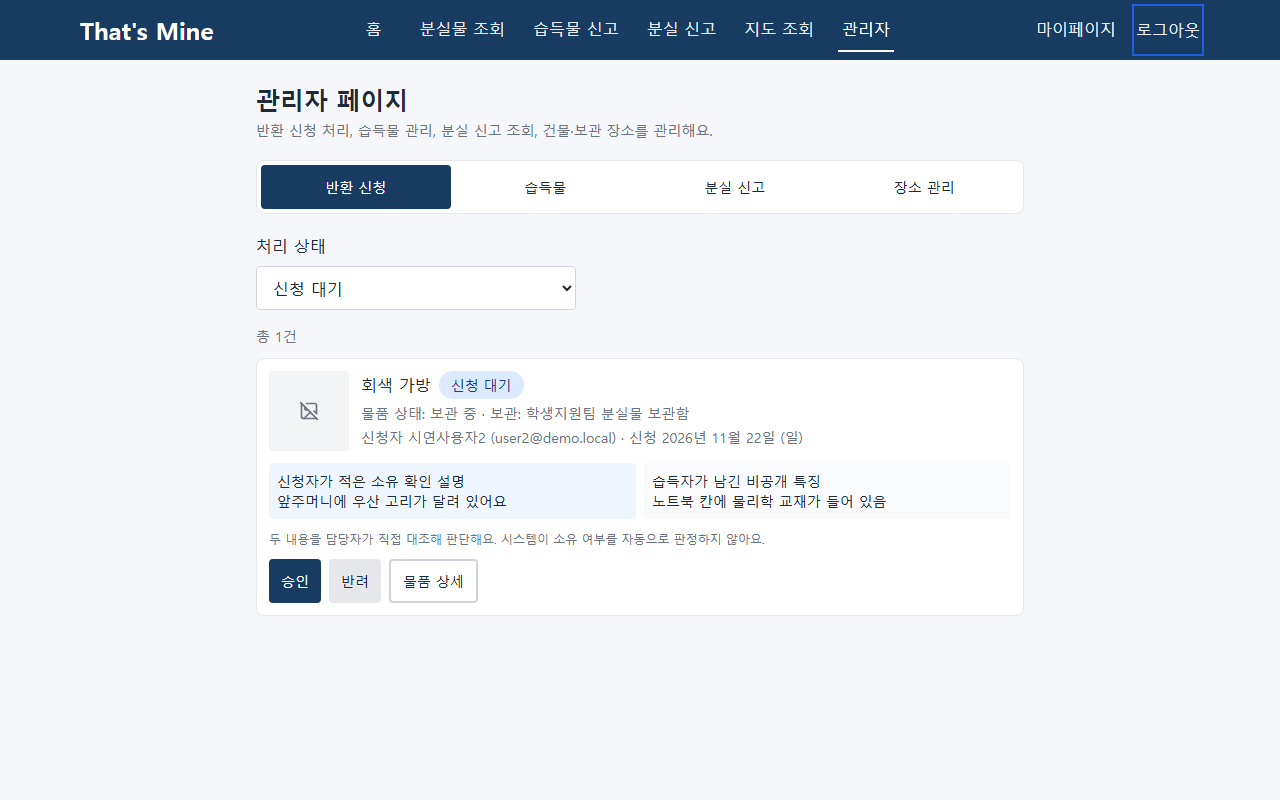 That's Mine
홈
분실물 조회
습득물 신고
분실 신고
지도 조회
관리자
마이페이지
로그아웃
관리자 페이지
반환 신청 처리, 습득물 관리, 분실 신고 조회, 건물·보관 장소를 관리해요.
반환 신청
습득물
분실 신고
장소 관리
처리 상태
신청 대기
총 1건
회색 가방
신청 대기
물품 상태: 보관 중 · 보관: 학생지원팀 분실물 보관함
신청자 시연사용자2 (user2@demo.local) · 신청 2026년 11월 22일 (일)
신청자가 적은 소유 확인 설명
앞주머니에 우산 고리가 달려 있어요
습득자가 남긴 비공개 특징
노트북 칸에 물리학 교재가 들어 있음
두 내용을 담당자가 직접 대조해 판단해요. 시스템이 소유 여부를 자동으로 판정하지 않아요.
승인
반려
물품 상세